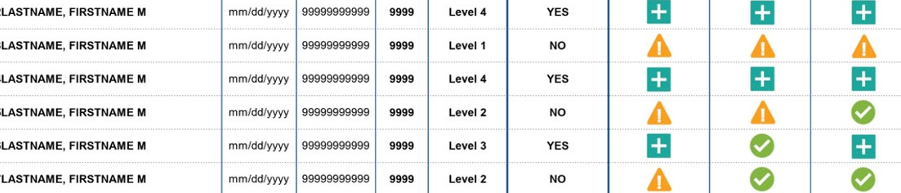 LASTNAME, FIRSTNAME M mm/dd/yyyy 99999999999 9999 Level 4 YES
LASTNAME, FIRSTNAME M mm/dd/yyyy 99999999999 9999 Level 1 NO
LASTNAME, FIRSTNAME M mm/dd/yyyy 99999999999 9999 Level 4 YES
LASTNAME, FIRSTNAME M mm/dd/yyyy 99999999999 9999 Level 2 NO
LASTNAME, FIRSTNAME M mm/dd/yyyy 99999999999 9999 Level 3 YES
LASTNAME, FIRSTNAME M mm/dd/yyyy 99999999999 9999 Level 2 NO